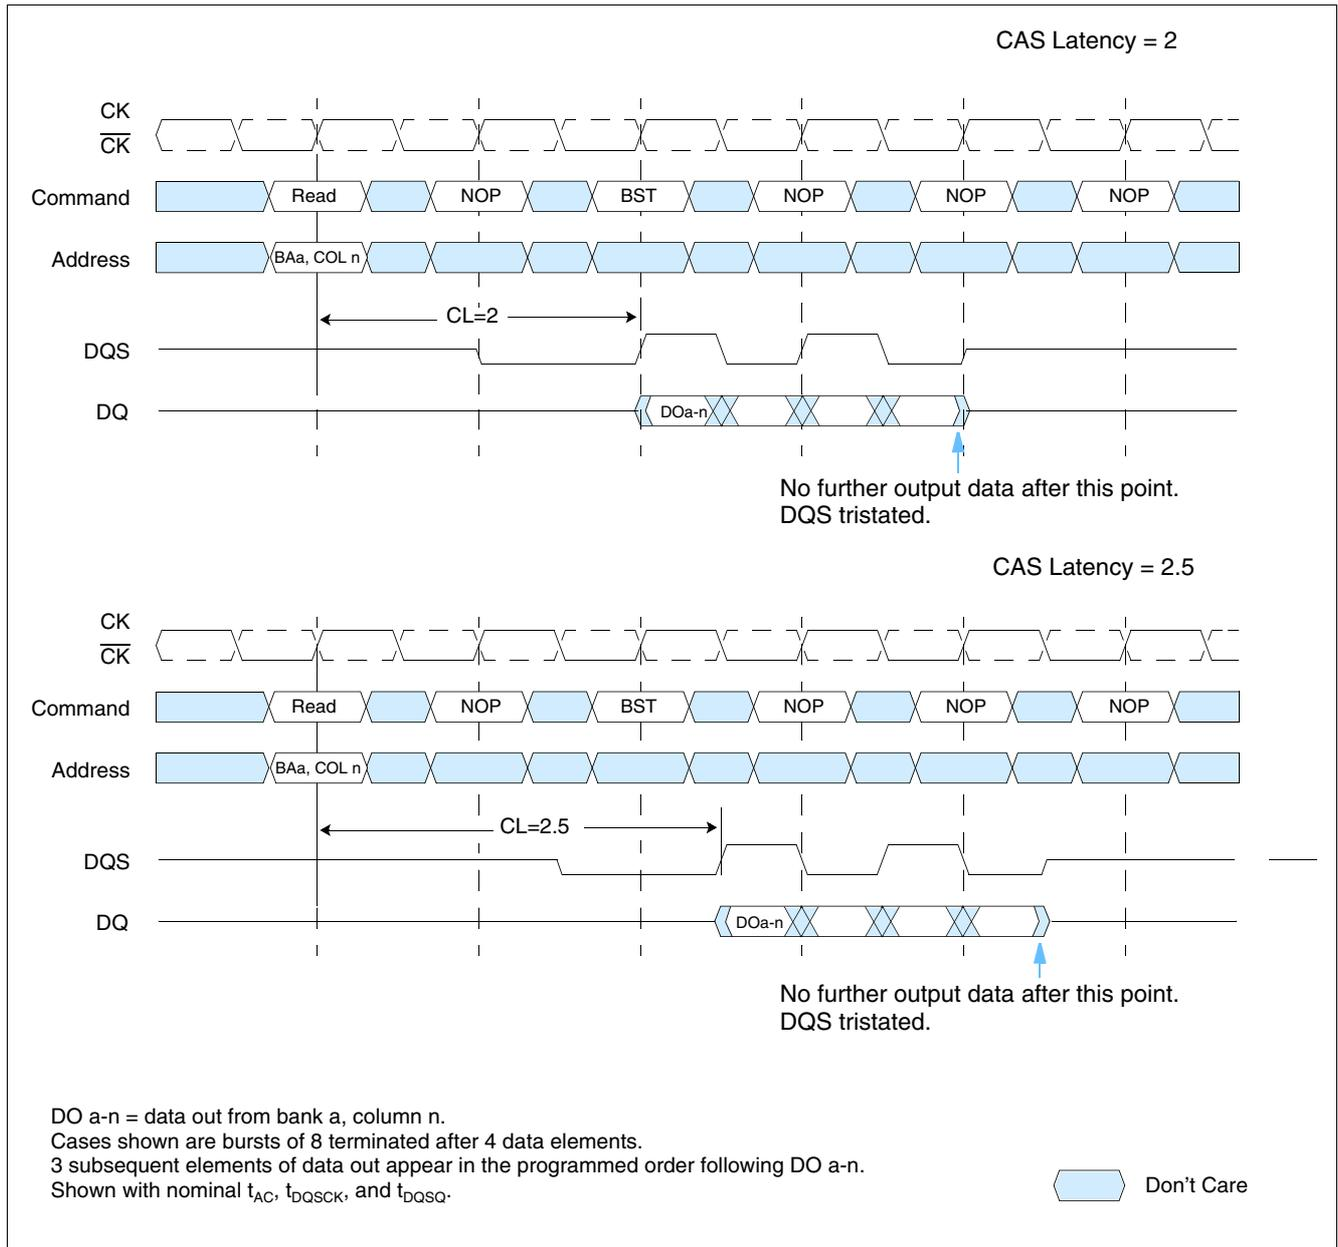 CAS Latency = 2
CK
CK
Command
Read
NOP
BST
NOP
NOP
NOP
Address
BAa, COL n
CL=2
DQS
DQ
DOa-n
No further output data after this point.
DQS tristated.
CAS Latency = 2.5
CK
CK
Command
Read
NOP
BST
NOP
NOP
NOP
Address
BAa, COL n
CL=2.5
DQS
DQ
DOa-n
No further output data after this point.
DQS tristated.
DO a-n = data out from bank a, column n.
Cases shown are bursts of 8 terminated after 4 data elements.
3 subsequent elements of data out appear in the programmed order following DO a-n.
Shown with nominal tAC, tDQSCK, and tDQSQ.
Don't Care